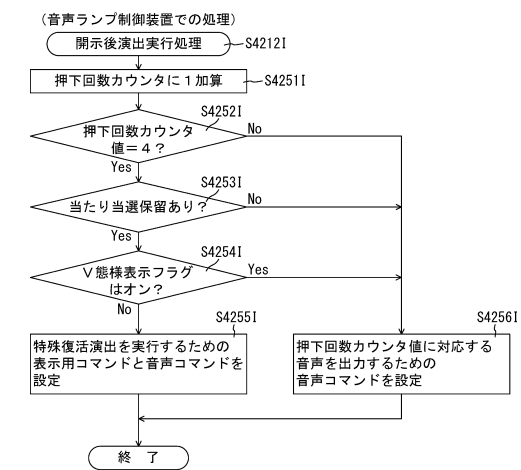 （音声ランプ制御装置での処理）
開示後演出実行処理
S4212I
押下回数カウンタに１加算
S4251I
S4252I
押下回数カウンタ
値＝４？
No
Yes
S4253I
当たり当選保留あり？
No
Yes
S4254I
Ｖ態様表示フラグ
はオン？
Yes
No
S4255I
特殊復活演出を実行するための
表示用コマンドと音声コマンドを
設定
S4256I
押下回数カウンタ値に対応する
音声を出力するための
音声コマンドを設定
終 了